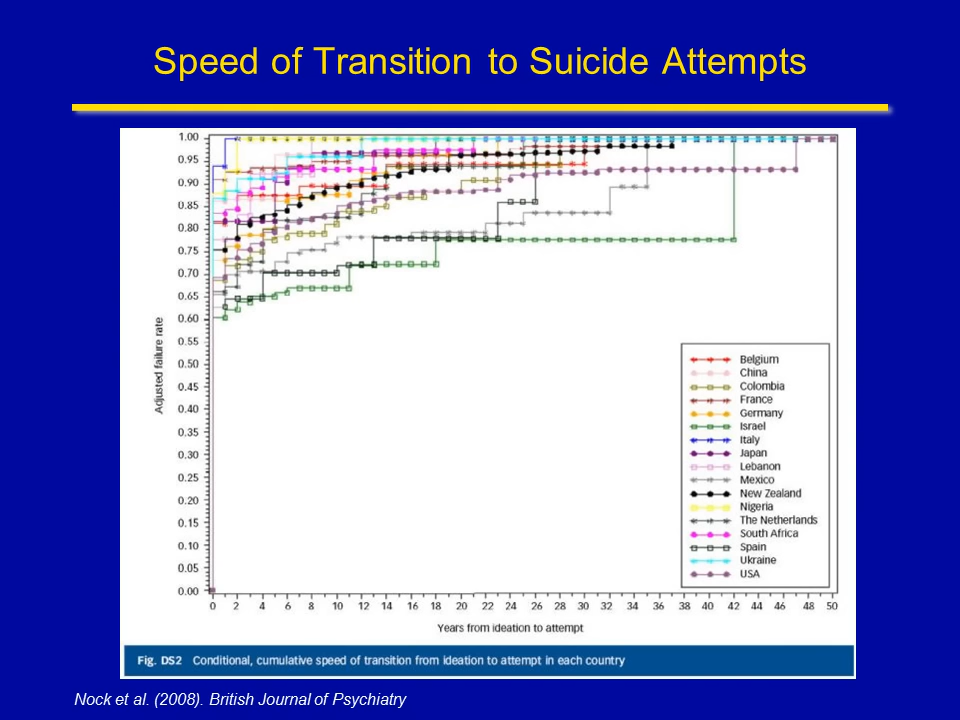 Speed of Transition to Suicide Attempts
1.00
0.95
0.90
0.85
0.80
0.75
0.70
0.65
0.60
0.55
0.50
0.45
0.40
0.35
0.30
0.25
0.20
0.15
0.10
0.05
0.00
Adjusted failure rate
0 2 4 6 8 10 12 14 16 18 20 22 24 26 28 30 32 34 36 38 40 42 44 46 48 50
Years from ideation to attempt
Belgium
China
Colombia
France
Germany
Israel
Italy
Japan
Lebanon
Mexico
New Zealand
Nigeria
The Netherlands
South Africa
Spain
Ukraine
USA
Fig. DS2 Conditional, cumulative speed of transition from ideation to attempt in each country
Nock et al. (2008). British Journal of Psychiatry